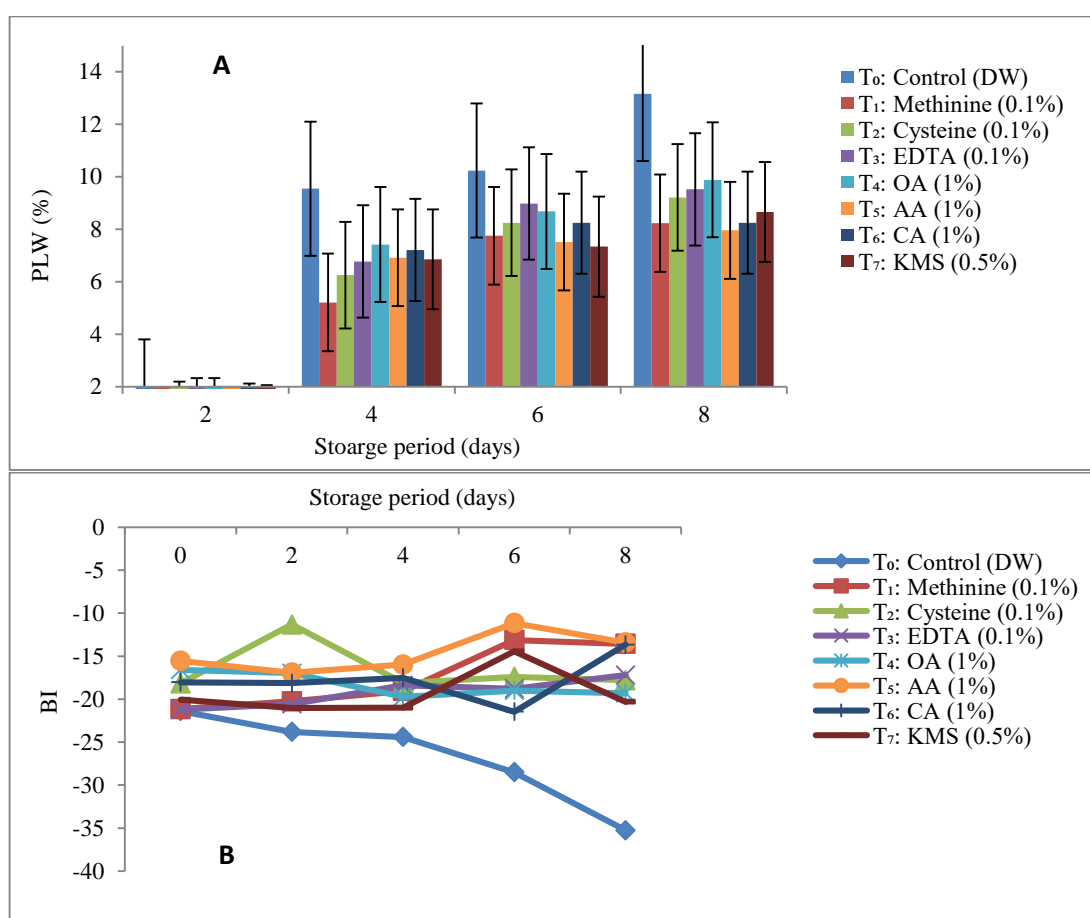 A
14
12
10
8
6
4
2
PLW (%)
2 4 6 8
Stoarge period (days)
T₀: Control (DW)
T₁: Methinine (0.1%)
T₂: Cysteine (0.1%)
T₃: EDTA (0.1%)
T₄: OA (1%)
T₅: AA (1%)
T₆: CA (1%)
T₇: KMS (0.5%)
Storage period (days)
0 2 4 6 8
0
-5
-10
-15
-20
-25
-30
-35
-40
BI
B
T₀: Control (DW)
T₁: Methinine (0.1%)
T₂: Cysteine (0.1%)
T₃: EDTA (0.1%)
T₄: OA (1%)
T₅: AA (1%)
T₆: CA (1%)
T₇: KMS (0.5%)